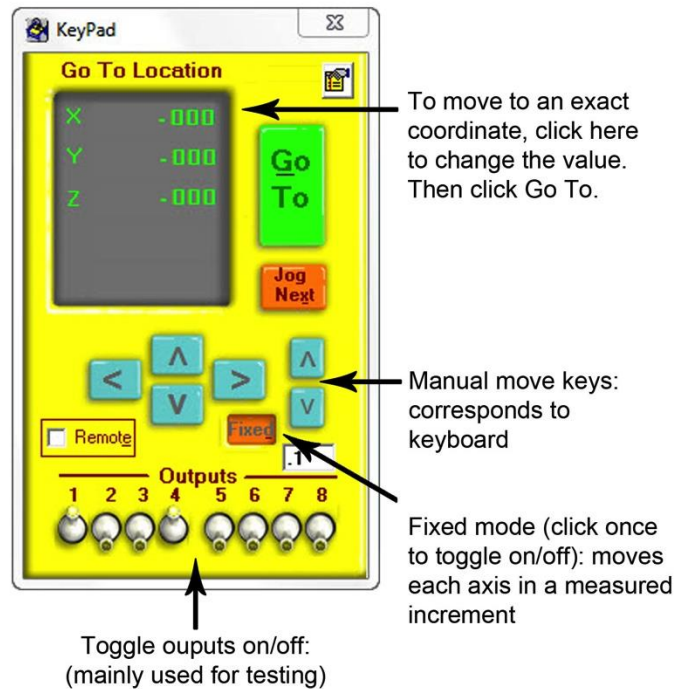 KeyPad
Go To Location
X -000
Y -000
Z -000
Go
To
Jog
Next
To move to an exact
coordinate, click here
to change the value.
Then click Go To.
< ∧ ∨ > ∧ ∨
Manual move keys:
corresponds to
keyboard
Remote
Fixed
.1
Outputs
1 2 3 4 5 6 7 8
Fixed mode (click once
to toggle on/off): moves
each axis in a measured
increment
Toggle ouputs on/off:
(mainly used for testing)